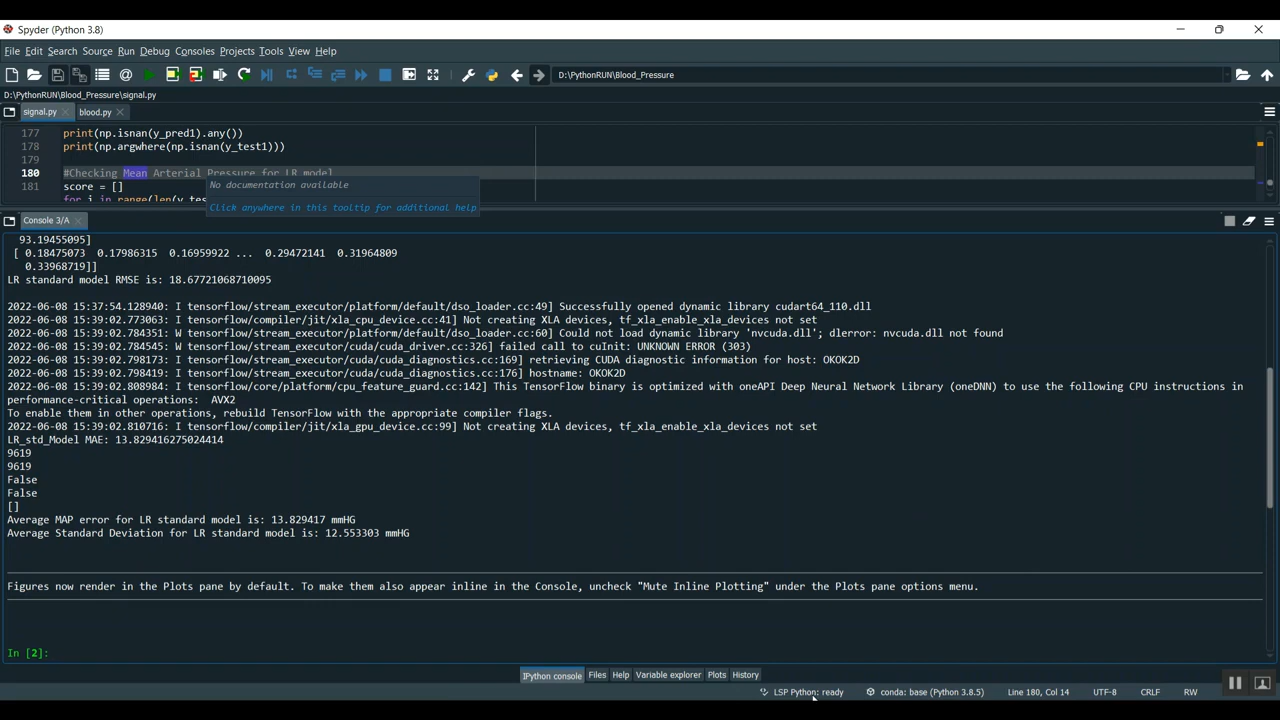 Spyder (Python 3.8)
File Edit Search Source Run Debug Consoles Projects Tools View Help
D:\PythonRUN\Blood_Pressure
D:\PythonRUN\Blood_Pressure\signal.py
signal.py blood.py
177 print(np.isnan(y_pred1).any())
178 print(np.argwhere(np.isnan(y_test1)))
179
180 #Checking Mean Arterial Pressure for LR model
No documentation available
181 score = []
for i in range(len(y_tes
Click anywhere in this tooltip for additional help
Console 3/A
93.19455095]
[ 0.18475073 0.17986315 0.16959922 ... 0.29472141 0.31964809
0.33968719]]
LR standard model RMSE is: 18.67721068710095
2022-06-08 15:37:54.128940: I tensorflow/stream_executor/platform/default/dso_loader.cc:49] Successfully opened dynamic library cudart64_110.dll
2022-06-08 15:39:02.773063: I tensorflow/compiler/jit/xla_cpu_device.cc:41] Not creating XLA devices, tf_xla_enable_xla_devices not set
2022-06-08 15:39:02.784351: W tensorflow/stream_executor/platform/default/dso_loader.cc:60] Could not load dynamic library 'nvcuda.dll'; dlerror: nvcuda.dll not found
2022-06-08 15:39:02.784545: W tensorflow/stream_executor/cuda/cuda_driver.cc:326] failed call to cuInit: UNKNOWN ERROR (303)
2022-06-08 15:39:02.798173: I tensorflow/stream_executor/cuda/cuda_diagnostics.cc:169] retrieving CUDA diagnostic information for host: OKOK2D
2022-06-08 15:39:02.798419: I tensorflow/stream_executor/cuda/cuda_diagnostics.cc:176] hostname: OKOK2D
2022-06-08 15:39:02.808984: I tensorflow/core/platform/cpu_feature_guard.cc:142] This TensorFlow binary is optimized with oneAPI Deep Neural Network Library (oneDNN) to use the following CPU instructions in
performance-critical operations: AVX2
To enable them in other operations, rebuild TensorFlow with the appropriate compiler flags.
2022-06-08 15:39:02.810716: I tensorflow/compiler/jit/xla_gpu_device.cc:99] Not creating XLA devices, tf_xla_enable_xla_devices not set
LR_std_Model MAE: 13.829416275024414
9619
9619
False
False
[]
Average MAP error for LR standard model is: 13.829417 mmHG
Average Standard Deviation for LR standard model is: 12.553303 mmHG
Figures now render in the Plots pane by default. To make them also appear inline in the Console, uncheck "Mute Inline Plotting" under the Plots pane options menu.
In [2]:
IPython console Files Help Variable explorer Plots History
LSP Python: ready conda: base (Python 3.8.5) Line 180, Col 14 UTF-8 CRLF RW